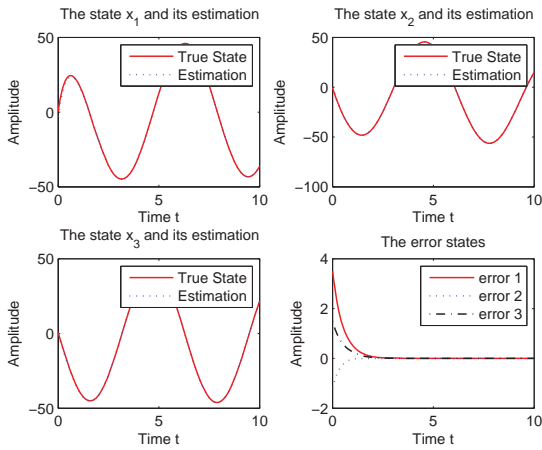 The state x₁ and its estimation
50
0
−50
Amplitude
True State
Estimation
0 5 10
Time t
The state x₂ and its estimation
50
0
−50
−100
Amplitude
True State
Estimation
0 5 10
Time t
The state x₃ and its estimation
50
0
−50
Amplitude
True State
Estimation
0 5 10
Time t
The error states
4
2
0
−2
Amplitude
error 1
error 2
error 3
0 5 10
Time t